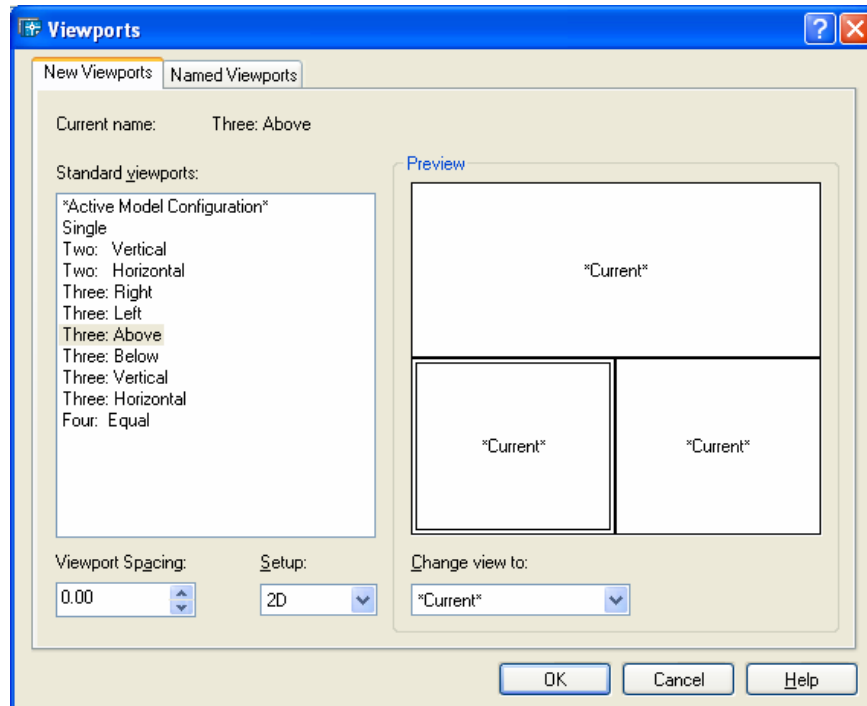 Viewports
New Viewports Named Viewports
Current name: Three: Above
Standard viewports:
*Active Model Configuration*
Single
Two: Vertical
Two: Horizontal
Three: Right
Three: Left
Three: Above
Three: Below
Three: Vertical
Three: Horizontal
Four: Equal
Preview
*Current*
*Current* *Current*
Viewport Spacing: Setup: Change view to:
0.00 2D *Current*
OK Cancel Help